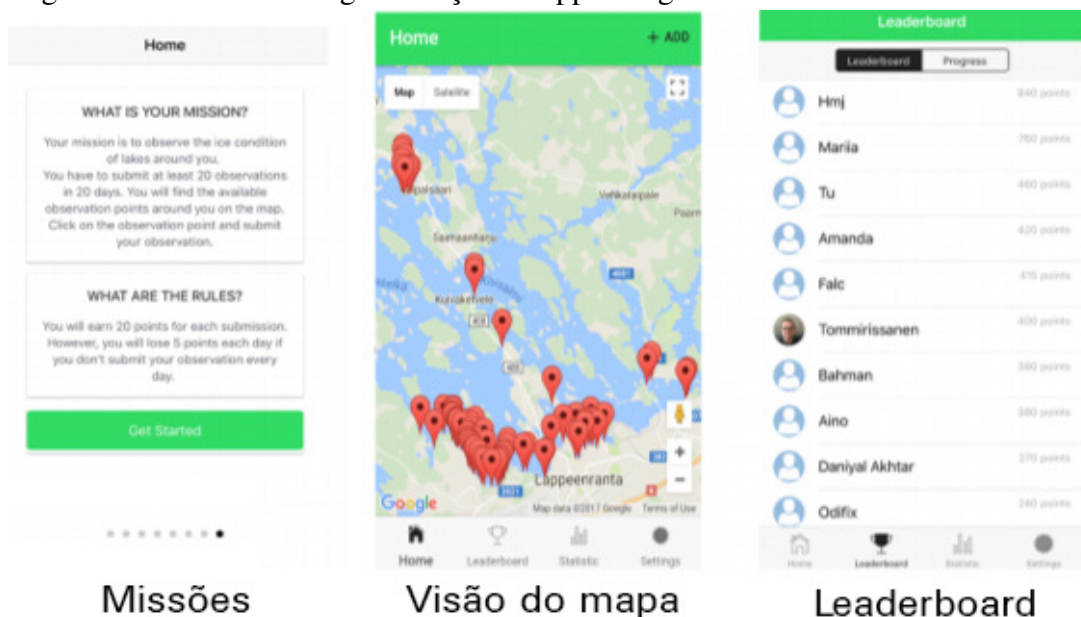 Home
WHAT IS YOUR MISSION?
Your mission is to observe the ice condition
of lakes around you.
You have to submit at least 20 observations
in 20 days. You will find the available
observation points around you on the map.
Click on the observation point and submit
your observation.
WHAT ARE THE RULES?
You will earn 20 points for each submission.
However, you will lose 5 points each day if
you don't submit your observation every
day.
Get Started
Missões
Home
+ ADD
Map Satellite
Vehkataipale
Saimaanharju
Kuivaketvele
408
Lappeenranta
Google
Map data ©2017 Google Terms of Use
Home Leaderboard Statistic Settings
Visão do mapa
Leaderboard
Leaderboard Progress
Hmj 840 points
Mariia 760 points
Tu 460 points
Amanda 420 points
Falc 415 points
Tommirissanen 400 points
Bahman 380 points
Aino 380 points
Daniyal Akhtar 270 points
Odifix 240 points
Home Leaderboard Statistic Settings
Leaderboard